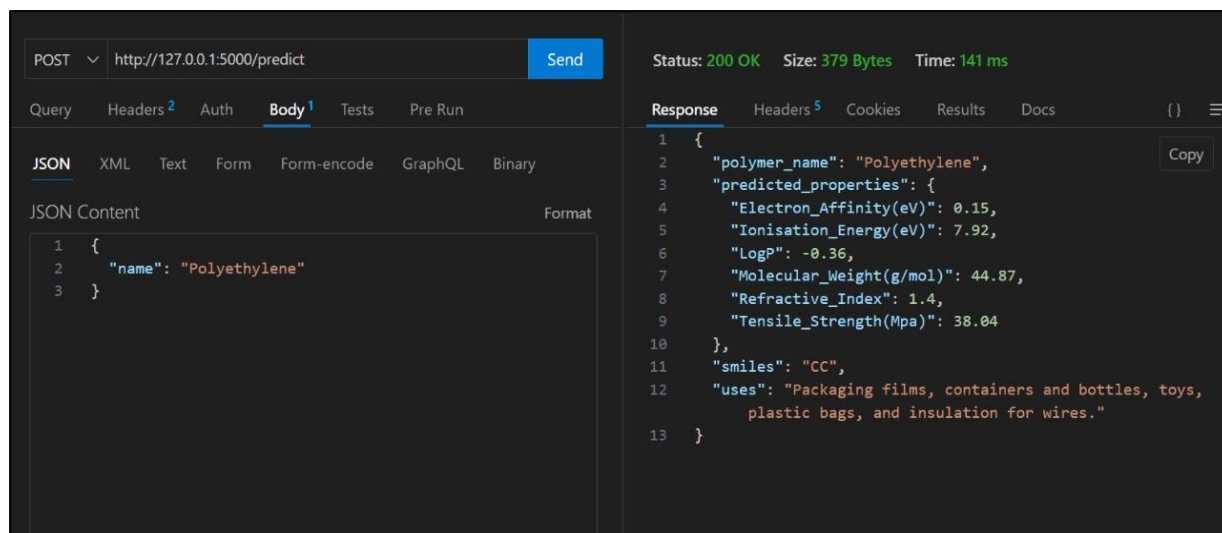 POST http://127.0.0.1:5000/predict Send
Query Headers 2 Auth Body 1 Tests Pre Run
JSON XML Text Form Form-encode GraphQL Binary
JSON Content Format
1 {
2 "name": "Polyethylene"
3 }
Status: 200 OK Size: 379 Bytes Time: 141 ms
Response Headers 5 Cookies Results Docs {}
Copy
1 {
2 "polymer_name": "Polyethylene",
3 "predicted_properties": {
4 "Electron_Affinity(eV)": 0.15,
5 "Ionisation_Energy(eV)": 7.92,
6 "LogP": -0.36,
7 "Molecular_Weight(g/mol)": 44.87,
8 "Refractive_Index": 1.4,
9 "Tensile_Strength(Mpa)": 38.04
10 },
11 "smiles": "CC",
12 "uses": "Packaging films, containers and bottles, toys,
plastic bags, and insulation for wires."
13 }